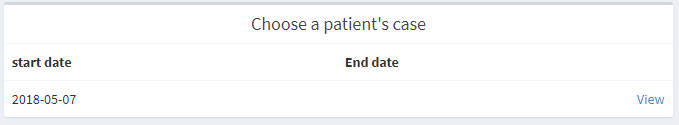 Choose a patient's case
start date End date
2018-05-07 View